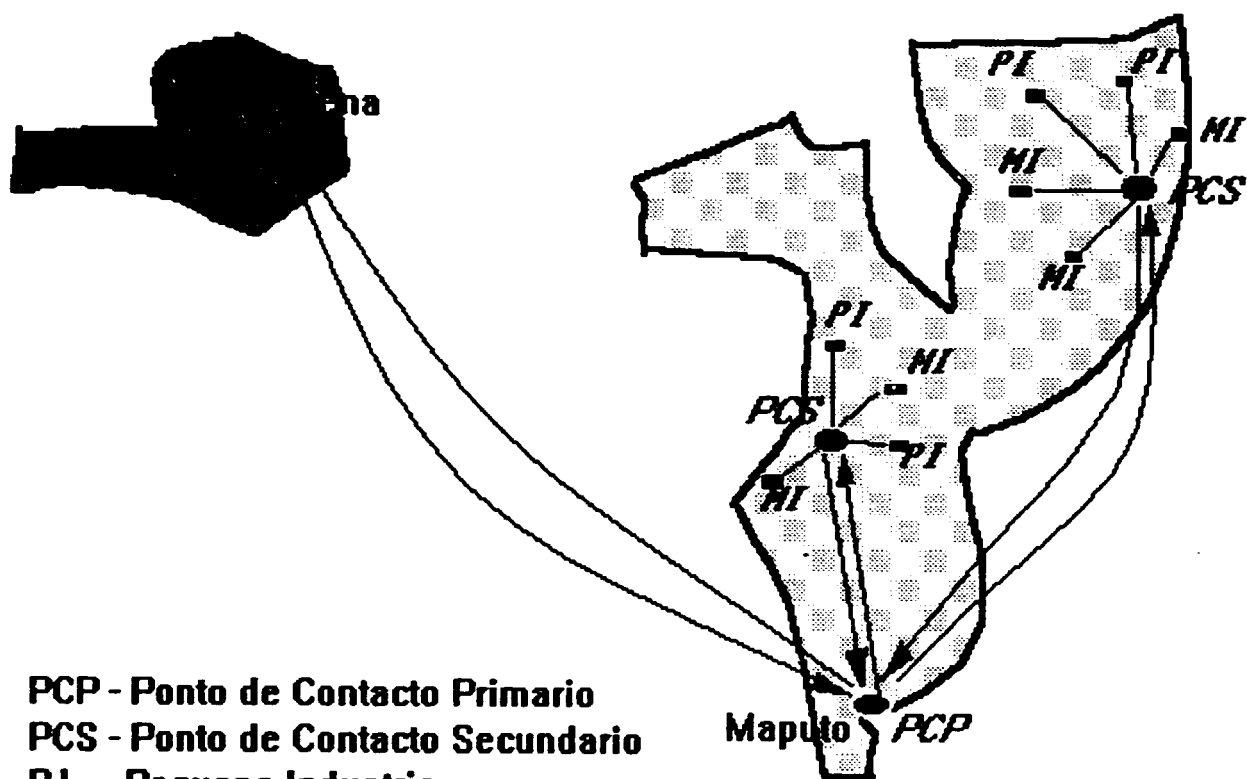 na
PI
PI
MI
MI
PCS
MI
PI
MI
PCS
PI
MI
PCP - Ponto de Contacto Primario
Maputo
PCP
PCS - Ponto de Contacto Secundario